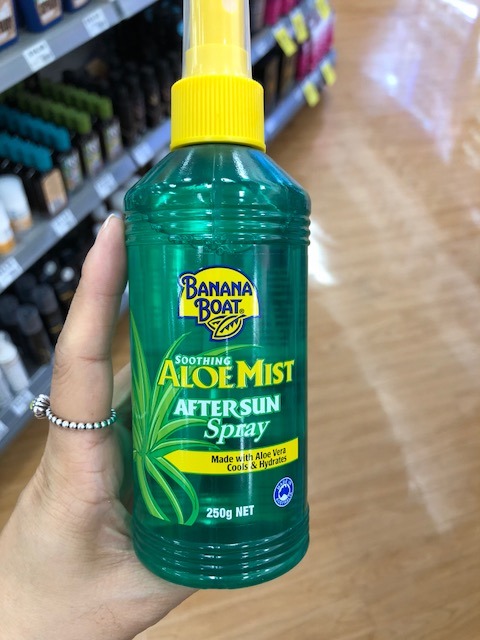 BANANA
BOAT®
SOOTHING
ALOE MIST
AFTERSUN
Spray
Made with Aloe Vera
Cools & Hydrates
250g NET